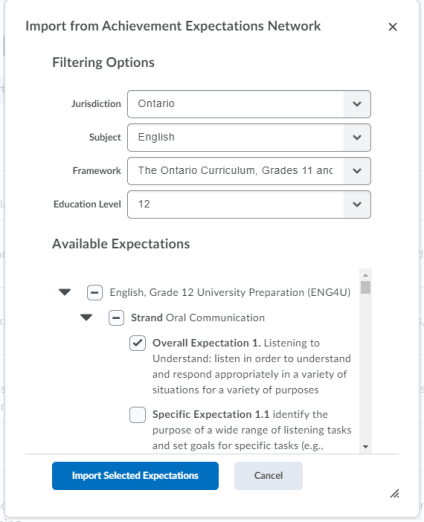 Import from Achievement Expectations Network
Filtering Options
Jurisdiction Ontario
Subject English
Framework The Ontario Curriculum, Grades 11 and
Education Level 12
Available Expectations
English, Grade 12 University Preparation (ENG4U)
Strand Oral Communication
Overall Expectation 1. Listening to
Understand: listen in order to understand
and respond appropriately in a variety of
situations for a variety of purposes
Specific Expectation 1.1 identify the
purpose of a wide range of listening tasks
and set goals for specific tasks (e.g.,
Import Selected Expectations Cancel